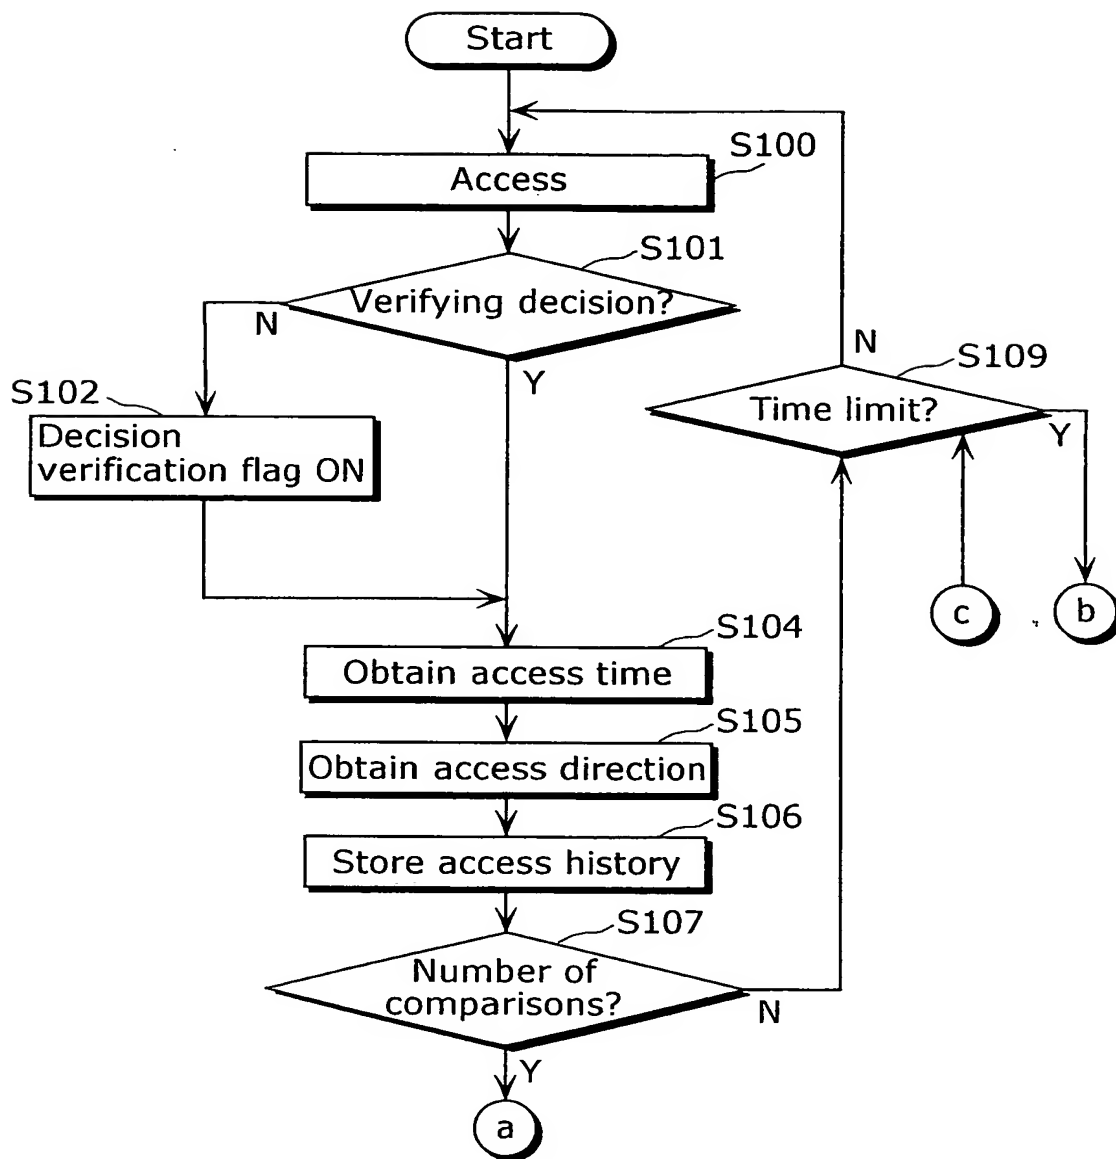 Start
S100
Access
S101
Verifying decision?
N
Y
S102
Decision
verification flag ON
N
S109
Time limit?
Y
c
b
S104
Obtain access time
S105
Obtain access direction
S106
Store access history
S107
Number of
comparisons?
N
Y
a